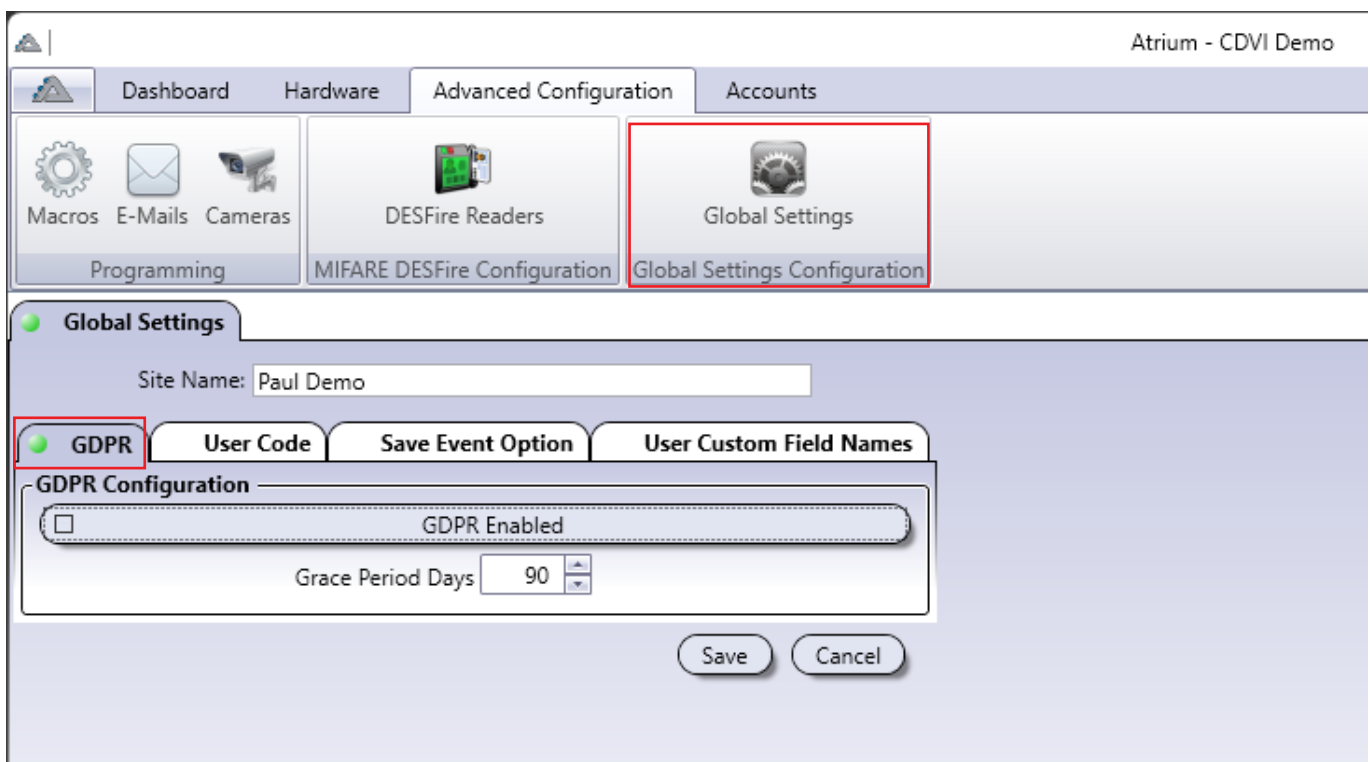 Atrium - CDVI Demo
Dashboard Hardware Advanced Configuration Accounts
Macros E-Mails Cameras DESFire Readers Global Settings
Programming MIFARE DESFire Configuration Global Settings Configuration
Global Settings
Site Name: Paul Demo
GDPR User Code Save Event Option User Custom Field Names
GDPR Configuration
GDPR Enabled
Grace Period Days 90
Save Cancel